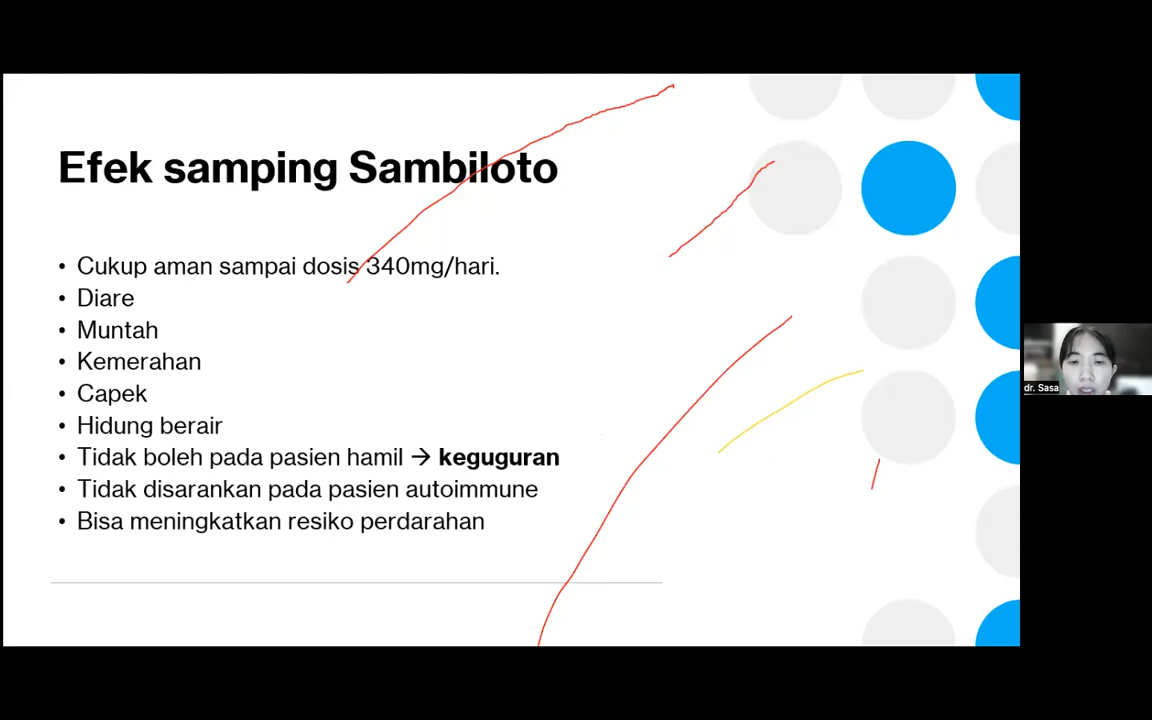 Efek samping Sambiloto
• Cukup aman sampai dosis 340mg/hari.
• Diare
• Muntah
• Kemerahan
• Capek
• Hidung berair
• Tidak boleh pada pasien hamil → keguguran
• Tidak disarankan pada pasien autoimmune
• Bisa meningkatkan resiko perdarahan
dr. Sasa